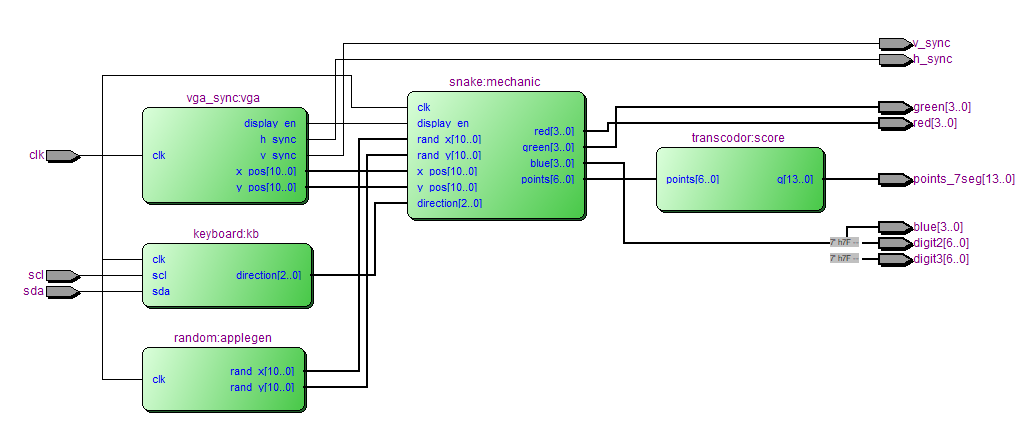 v_sync
h_sync
snake:mechanic
vga_sync:vga
clk
display_en
red[3..0]
green[3..0]
blue[3..0]
points[6..0]
rand_x[10..0]
rand_y[10..0]
x_pos[10..0]
y_pos[10..0]
direction[2..0]
green[3..0]
red[3..0]
transcodor:score
points[6..0]
q[13..0]
points_7seg[13..0]
clk
clk
display_en
h_sync
v_sync
x_pos[10..0]
y_pos[10..0]
blue[3..0]
7' h7F --
digit2[6..0]
7' h7F --
digit3[6..0]
keyboard:kb
clk
scl
scl
direction[2..0]
sda
sda
random:applegen
clk
rand_x[10..0]
rand_y[10..0]